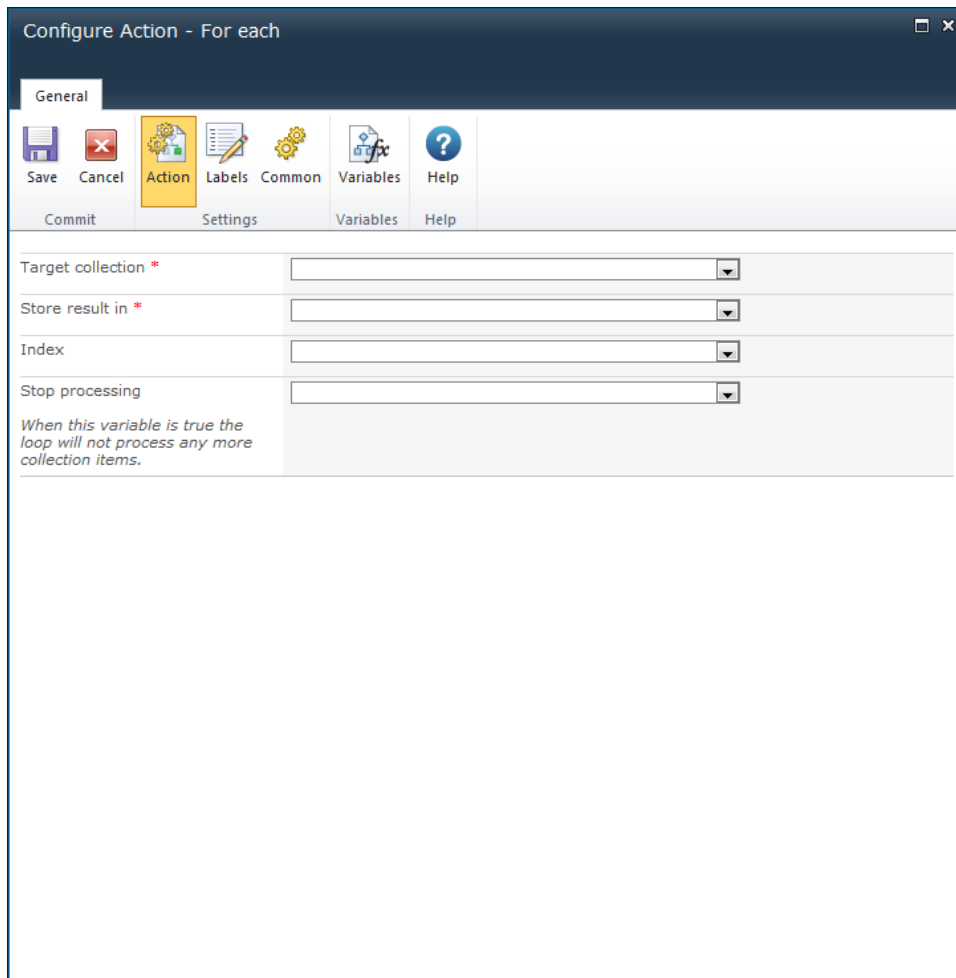 Configure Action - For each
General
Save Cancel Action Labels Common Variables Help
Commit Settings Variables Help
Target collection *
Store result in *
Index
Stop processing
When this variable is true the
loop will not process any more
collection items.